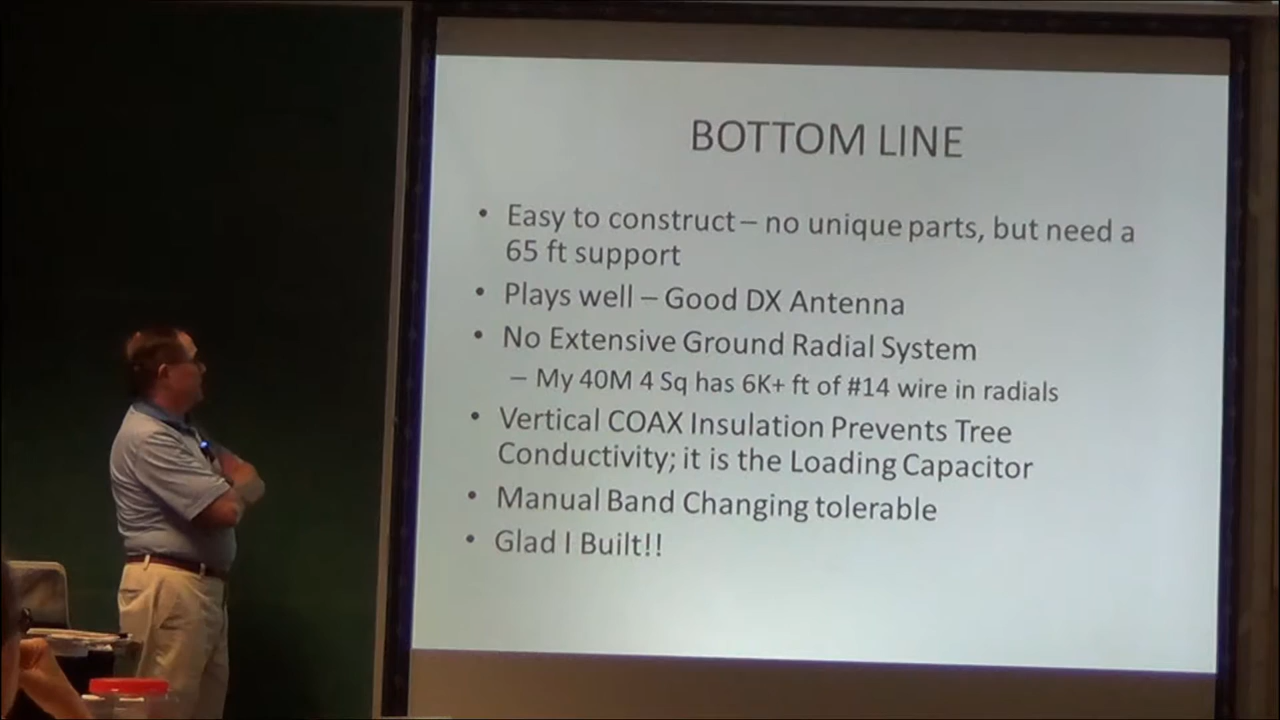 BOTTOM LINE
• Easy to construct – no unique parts, but need a
65 ft support
• Plays well – Good DX Antenna
• No Extensive Ground Radial System
– My 40M 4 Sq has 6K+ ft of #14 wire in radials
• Vertical COAX Insulation Prevents Tree
Conductivity; it is the Loading Capacitor
• Manual Band Changing tolerable
• Glad I Built!!